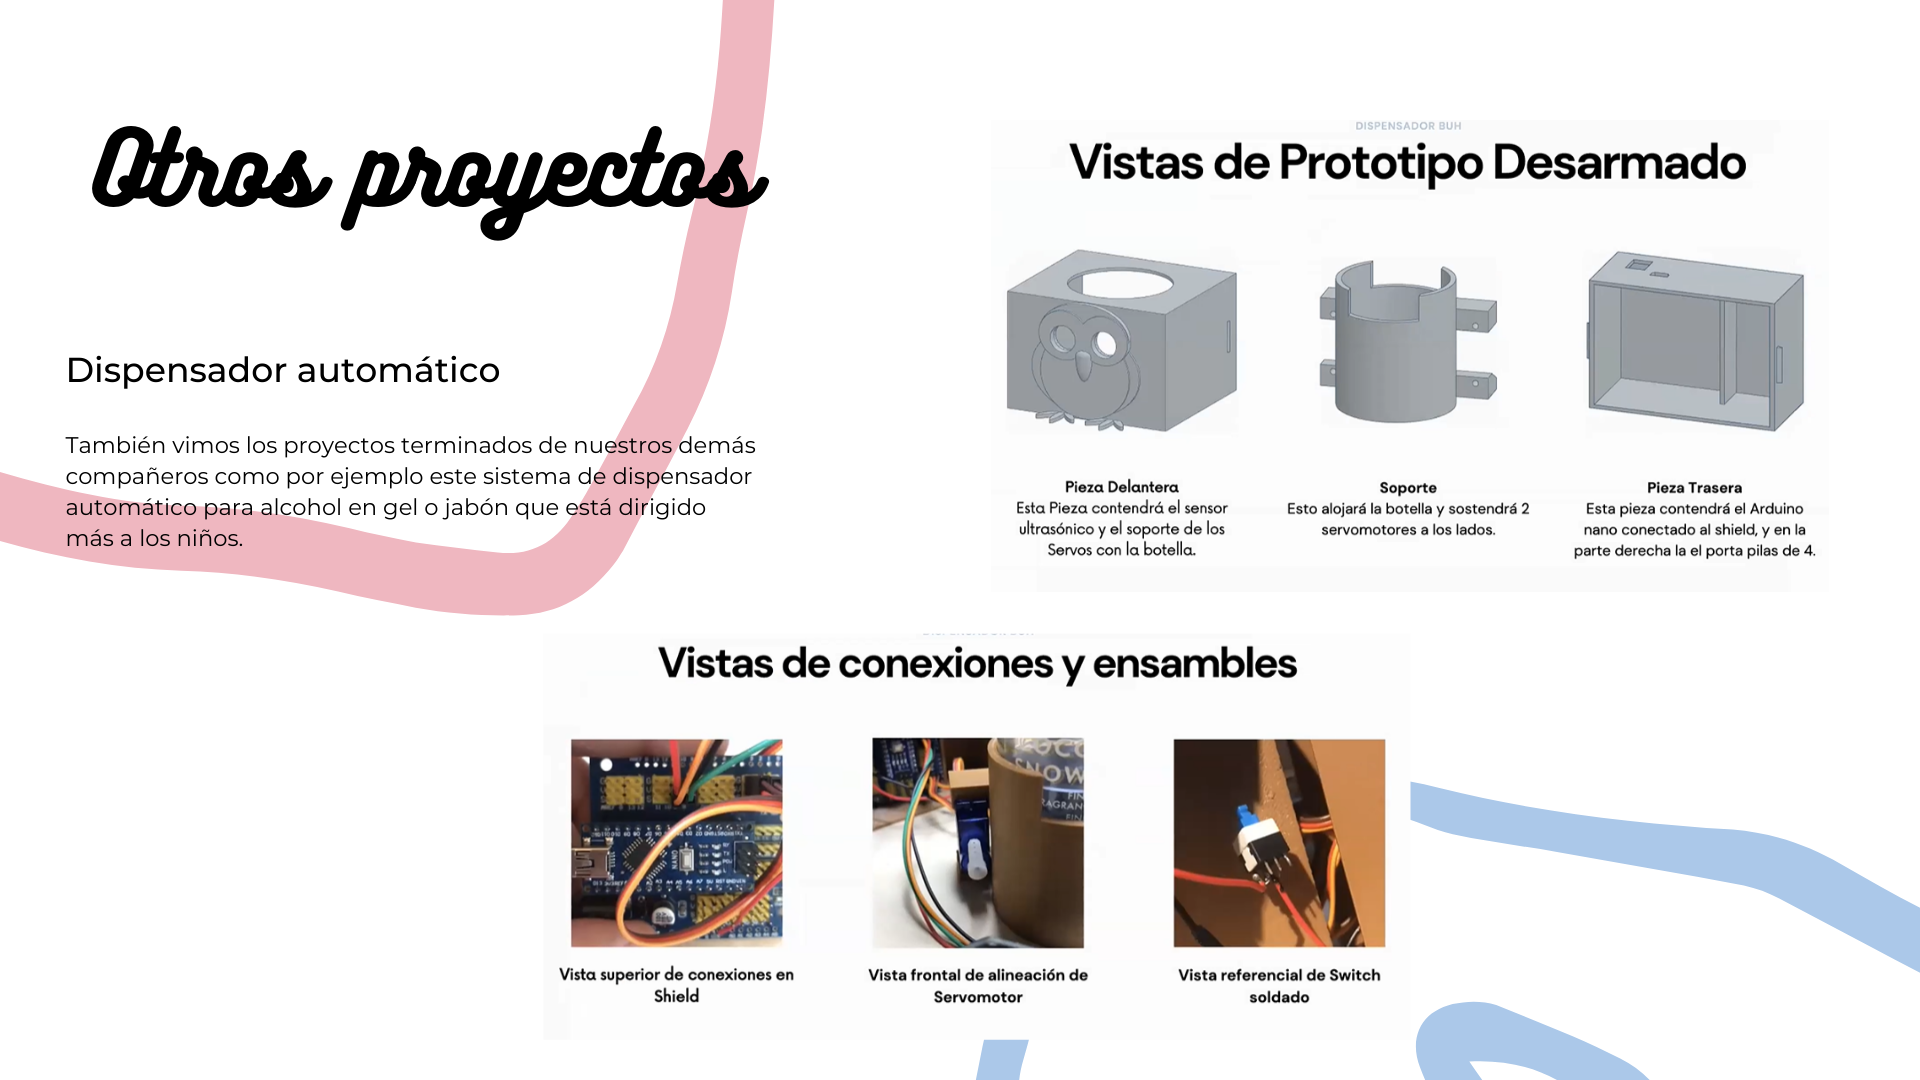 Otros proyectos
Dispensador automático
También vimos los proyectos terminados de nuestros demás
compañeros como por ejemplo este sistema de dispensador
automático para alcohol en gel o jabón que está dirigido
más a los niños.
DISPENSADOR BUH
Vistas de Prototipo Desarmado
Pieza Delantera
Esta Pieza contendrá el sensor
ultrasónico y el soporte de los
Servos con la botella.
Soporte
Esto alojará la botella y sostendrá 2
servomotores a los lados.
Pieza Trasera
Esta pieza contendrá el Arduino
nano conectado al shield, y en la
parte derecha la el porta pilas de 4.
Vistas de conexiones y ensambles
NANO
SNOW
FIN
Vista superior de conexiones en
Shield
Vista frontal de alineación de
Servomotor
Vista referencial de Switch
soldado